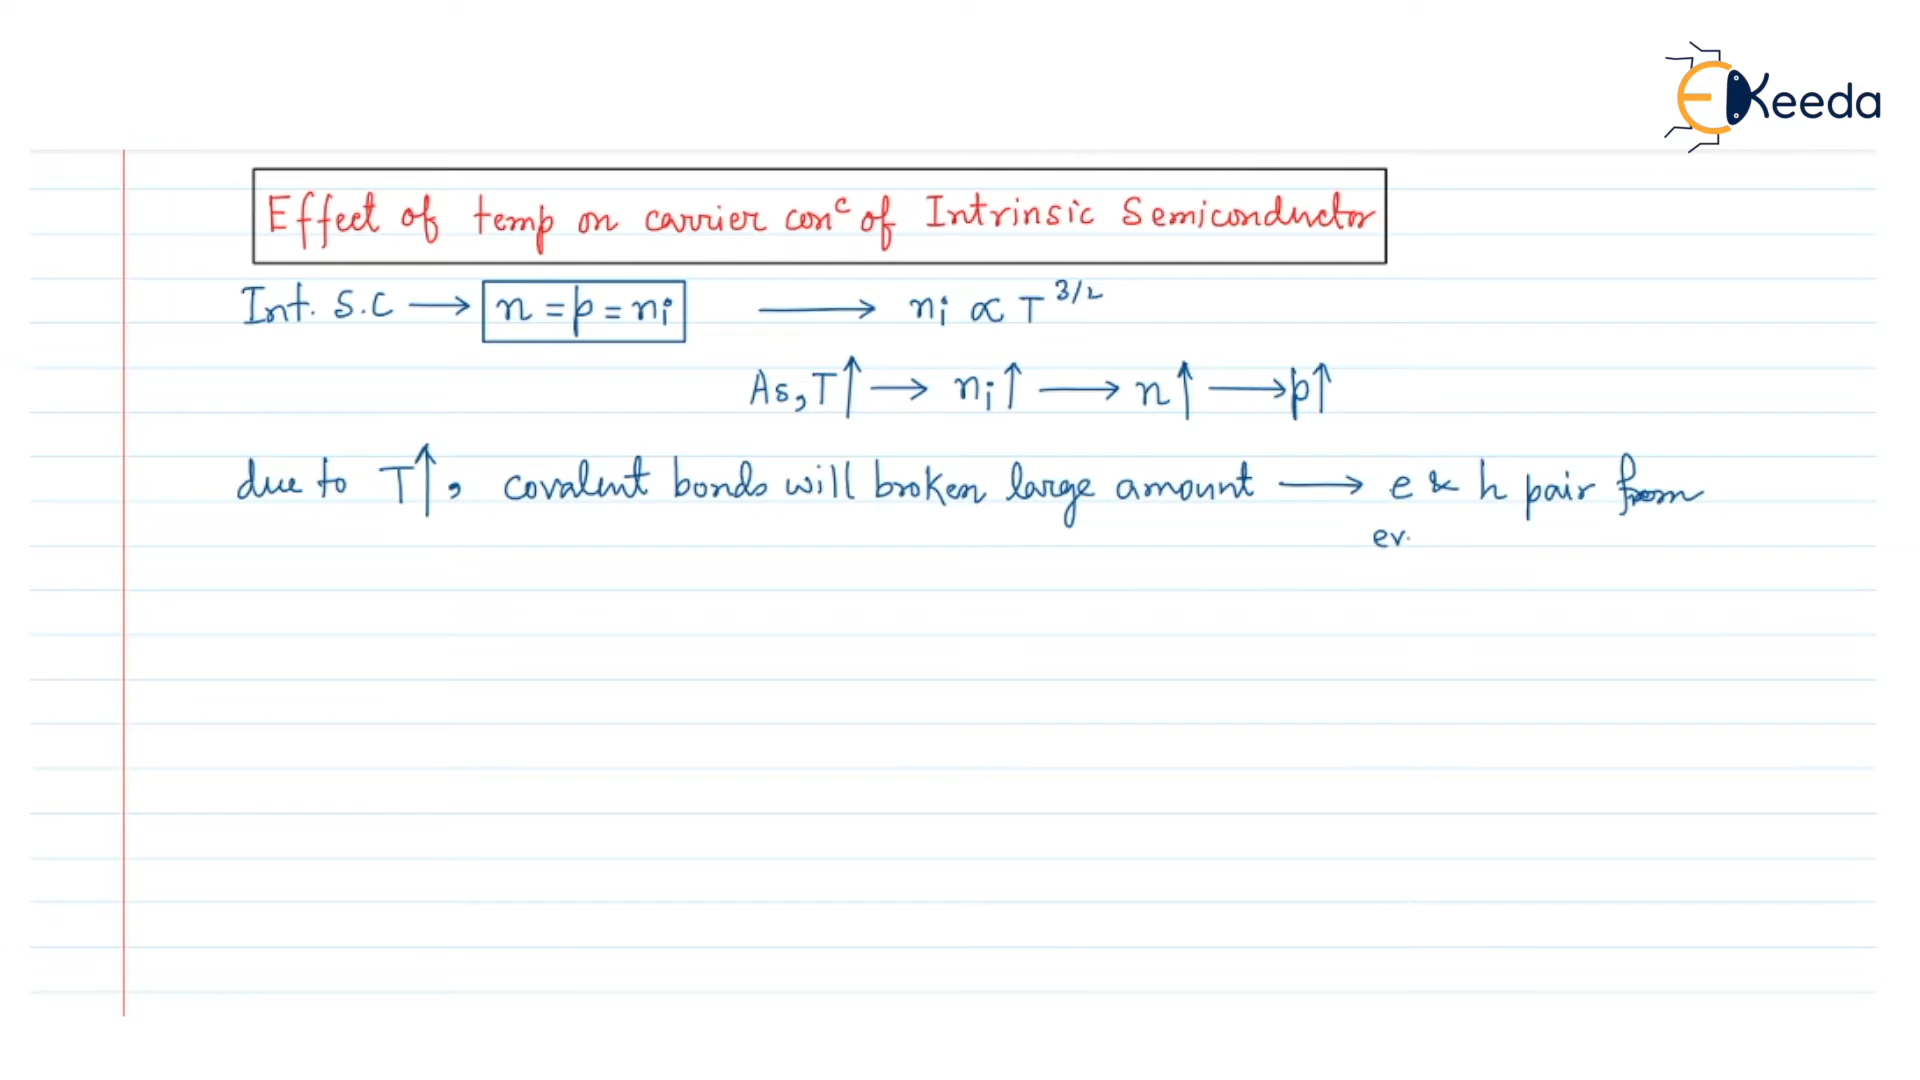 EKeeda
Effect of temp on carrier conᶜ of Intrinsic Semiconductor
Int. S.C → n = p = nᵢ → nᵢ ∝ T^3/2
As, T↑ → nᵢ↑ → n↑ → p↑
due to T↑, covalent bonds will broken large amount → e & h pair from
ev.